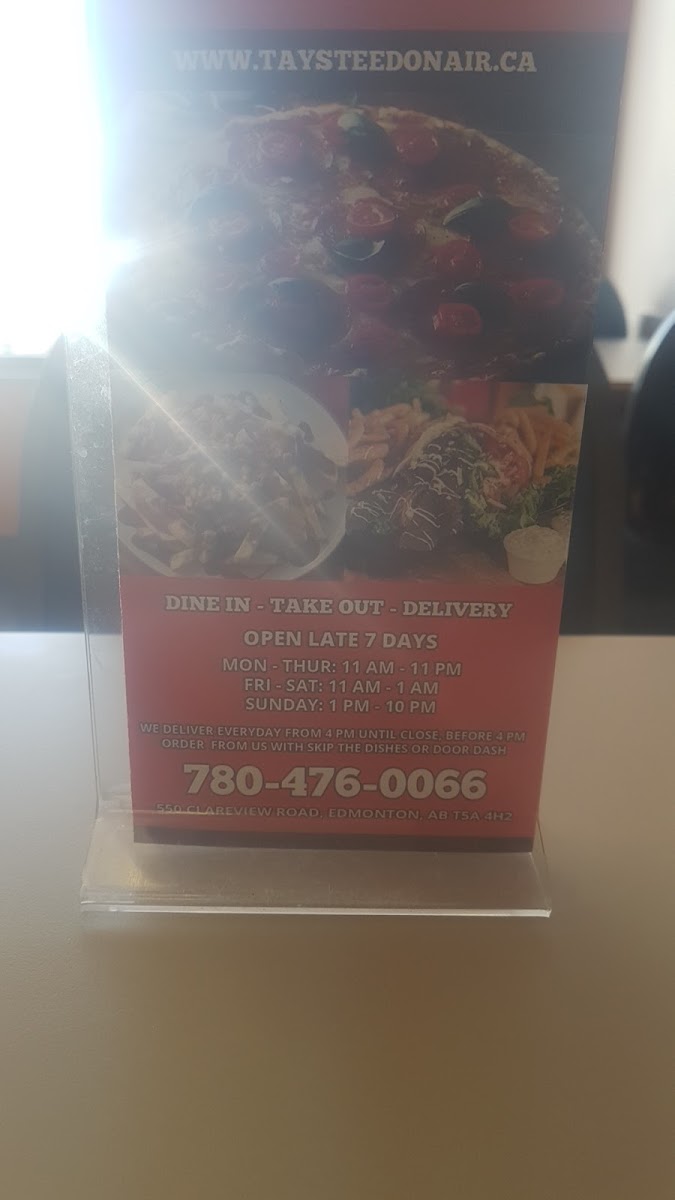 WWW.TAYSTEEDONAIR.CA
DINE IN - TAKE OUT - DELIVERY
OPEN LATE 7 DAYS
MON - THUR: 11 AM - 11 PM
FRI - SAT: 11 AM - 1 AM
SUNDAY: 1 PM - 10 PM
WE DELIVER EVERYDAY FROM 4 PM UNTIL CLOSE, BEFORE 4 PM
ORDER FROM US WITH SKIP THE DISHES OR DOOR DASH
780-476-0066
550 CLAREVIEW ROAD, EDMONTON, AB T5A 4H2